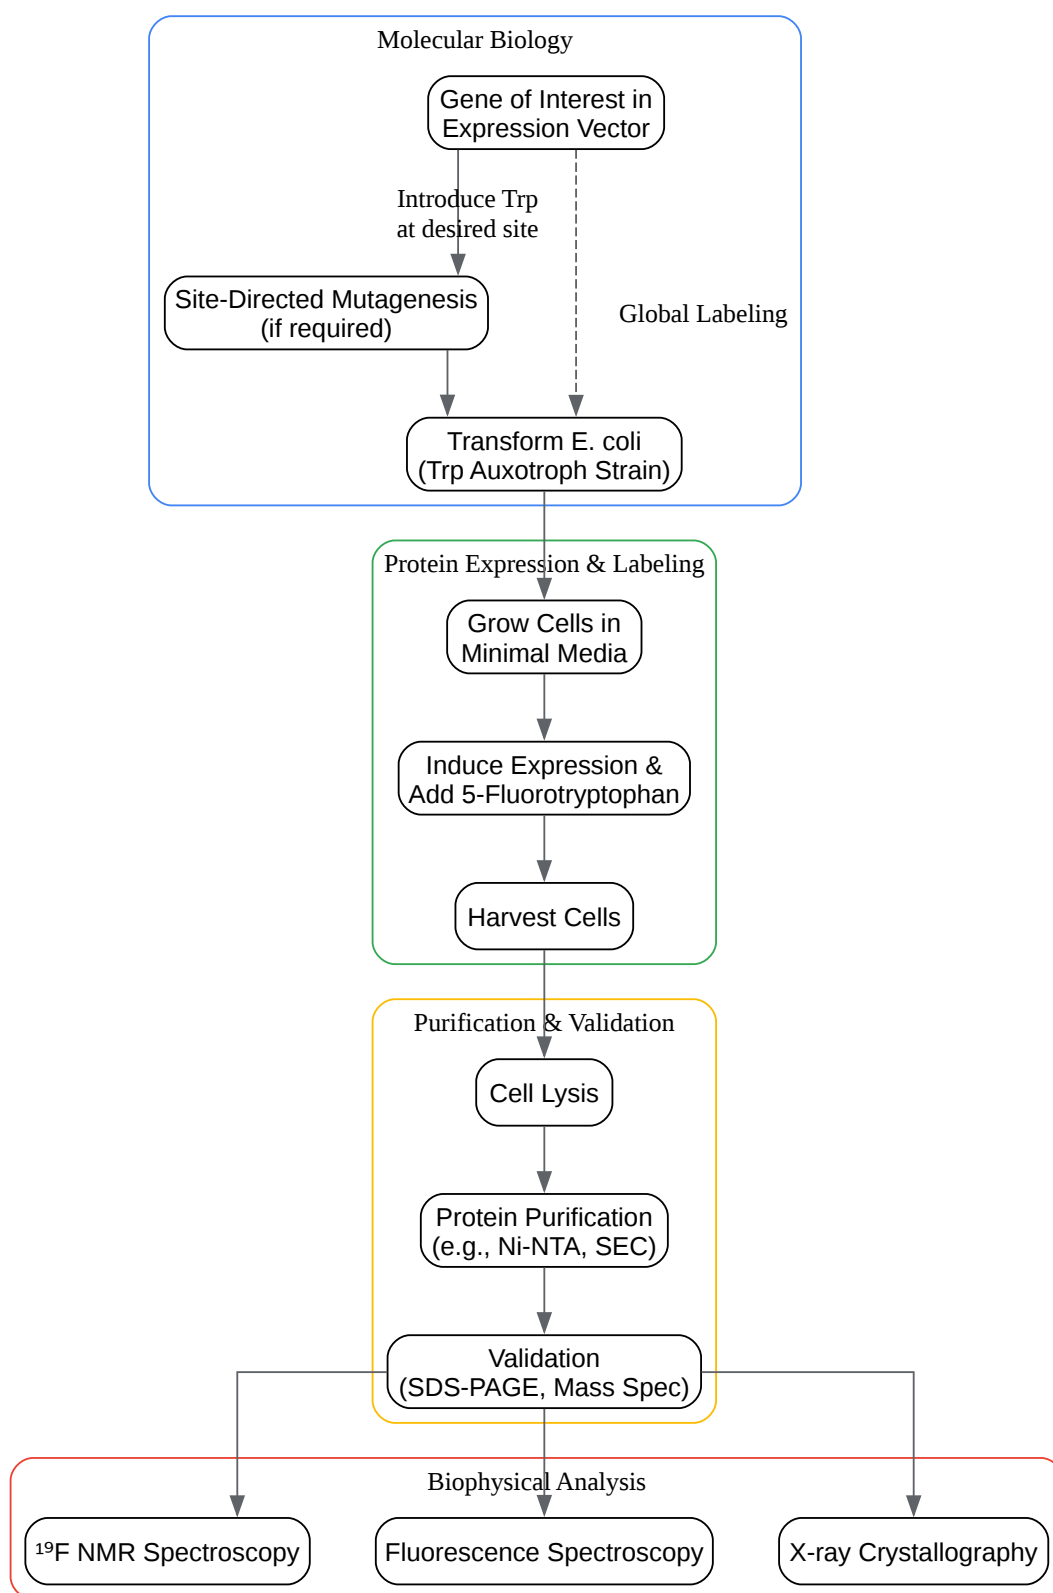 Molecular Biology
Gene of Interest in
Expression Vector
Introduce Trp
at desired site
Site-Directed Mutagenesis
(if required)
Global Labeling
Transform E. coli
(Trp Auxotroph Strain)
Protein Expression & Labeling
Grow Cells in
Minimal Media
Induce Expression &
Add 5-Fluorotryptophan
Harvest Cells
Purification & Validation
Cell Lysis
Protein Purification
(e.g., Ni-NTA, SEC)
Validation
(SDS-PAGE, Mass Spec)
Biophysical Analysis
¹⁹F NMR Spectroscopy
Fluorescence Spectroscopy
X-ray Crystallography